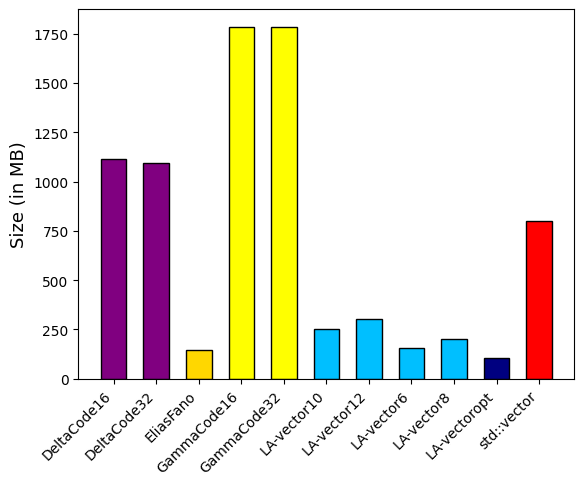 Size (in MB)
1750
1500
1250
1000
750
500
250
0
DeltaCode16
DeltaCode32
EliasFano
GammaCode16
GammaCode32
LA-vector10
LA-vector12
LA-vector6
LA-vector8
LA-vectoropt
std::vector